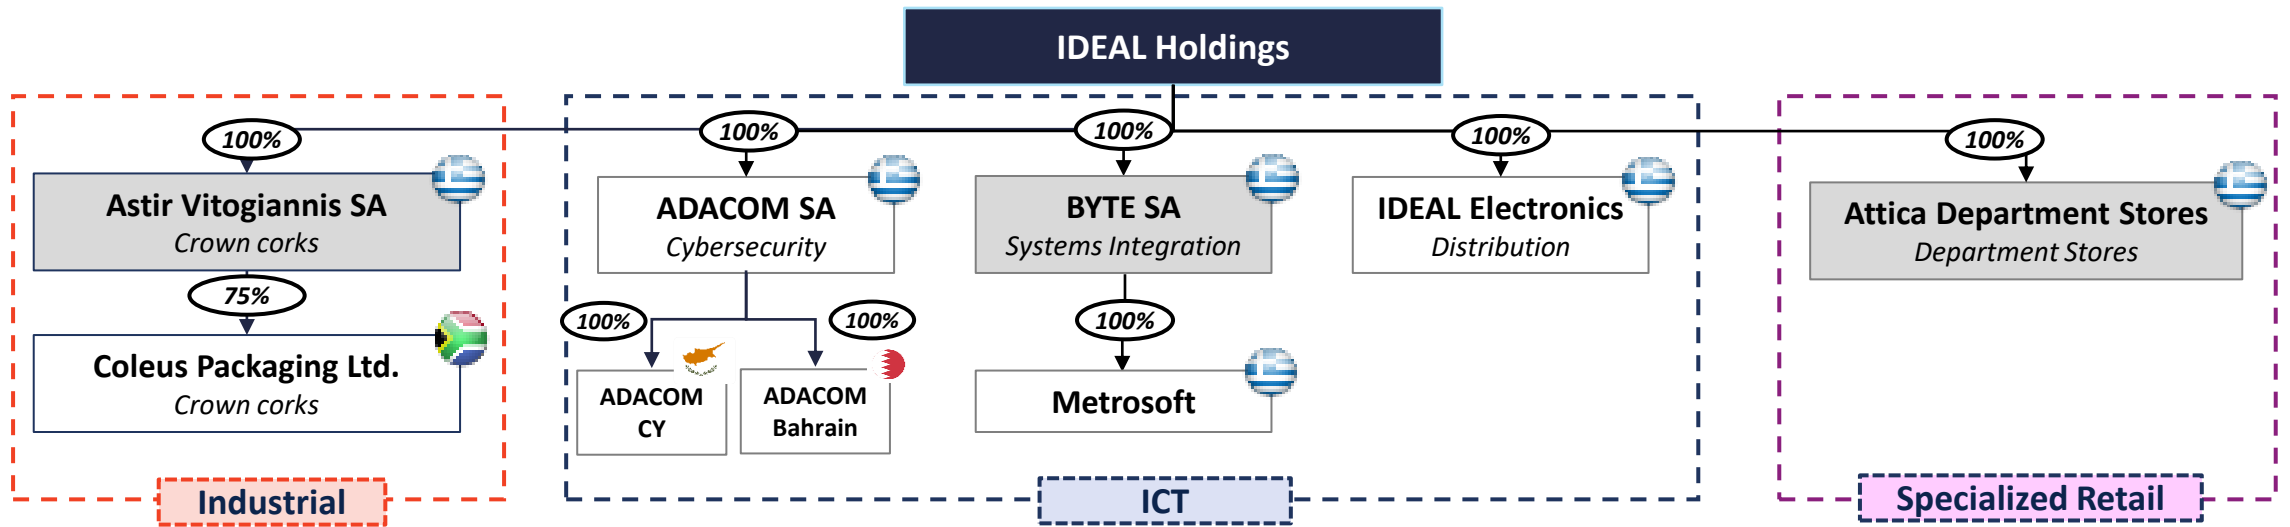 IDEAL Holdings
100%
100%
100%
100%
100%
Astir Vitogiannis SA
Crown corks
ADACOM SA
Cybersecurity
BYTE SA
Systems Integration
IDEAL Electronics
Distribution
Attica Department Stores
Department Stores
75%
100%
100%
100%
Coleus Packaging Ltd.
Crown corks
ADACOM
CY
ADACOM
Bahrain
Metrosoft
Industrial
ICT
Specialized Retail